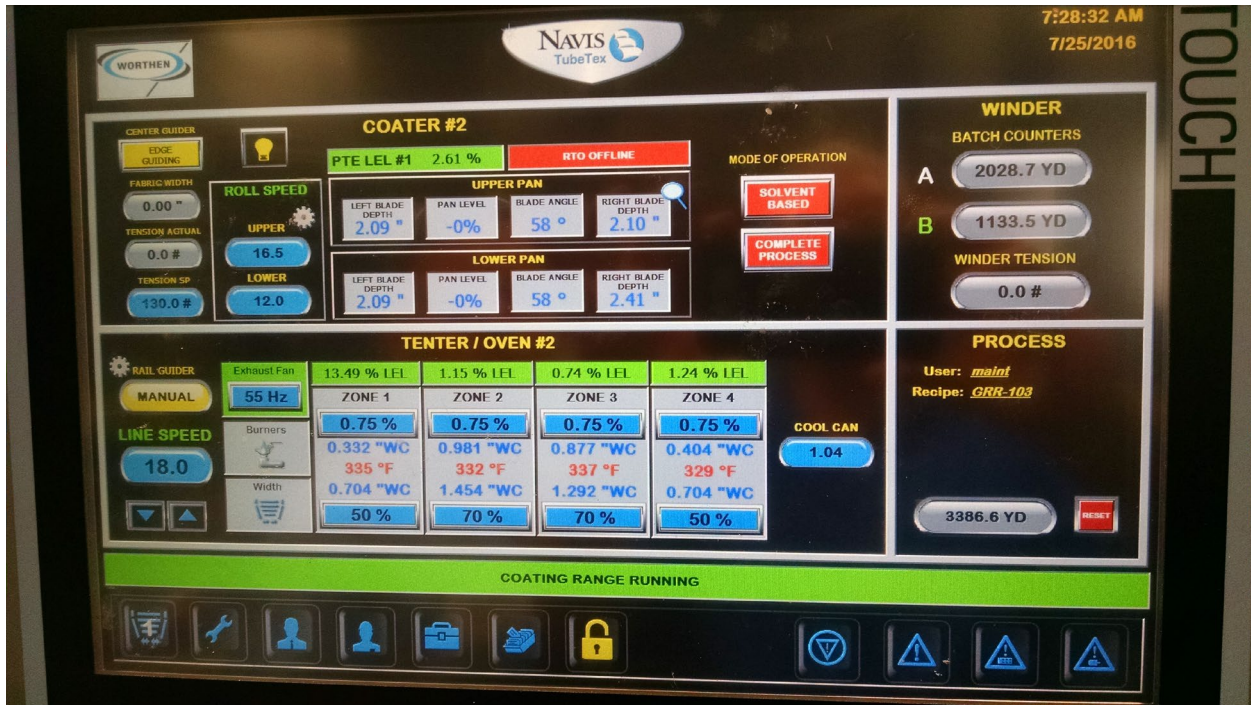 7:28:32 AM
7/25/2016
WORTHEN
NAVIS
TubeTex
TOUCH
COATER #2
CENTER GUIDER
EDGE
GUIDING
FABRIC WIDTH
0.00 "
TENSION ACTUAL
0.0 #
TENSION SP
130.0 #
ROLL SPEED
UPPER
16.5
LOWER
12.0
PTE LEL #1 2.61 %
RTO OFFLINE
UPPER PAN
LEFT BLADE
DEPTH
2.09 "
PAN LEVEL
-0%
BLADE ANGLE
58 °
RIGHT BLADE
DEPTH
2.10 "
LOWER PAN
LEFT BLADE
DEPTH
2.09 "
PAN LEVEL
-0%
BLADE ANGLE
58 °
RIGHT BLADE
DEPTH
2.41 "
MODE OF OPERATION
SOLVENT
BASED
COMPLETE
PROCESS
WINDER
BATCH COUNTERS
A 2028.7 YD
B 1133.5 YD
WINDER TENSION
0.0 #
TENTER / OVEN #2
RAIL GUIDER
MANUAL
LINE SPEED
18.0
Exhaust Fan
55 Hz
Burners
Width
13.49 % LEL
ZONE 1
0.75 %
0.332 "WC
335 °F
0.704 "WC
50 %
1.15 % LEL
ZONE 2
0.75 %
0.981 "WC
332 °F
1.454 "WC
70 %
0.74 % LEL
ZONE 3
0.75 %
0.877 "WC
337 °F
1.292 "WC
70 %
1.24 % LEL
ZONE 4
0.75 %
0.404 "WC
329 °F
0.704 "WC
50 %
COOL CAN
1.04
PROCESS
User: maint
Recipe: GRR-103
3386.6 YD
RESET
COATING RANGE RUNNING